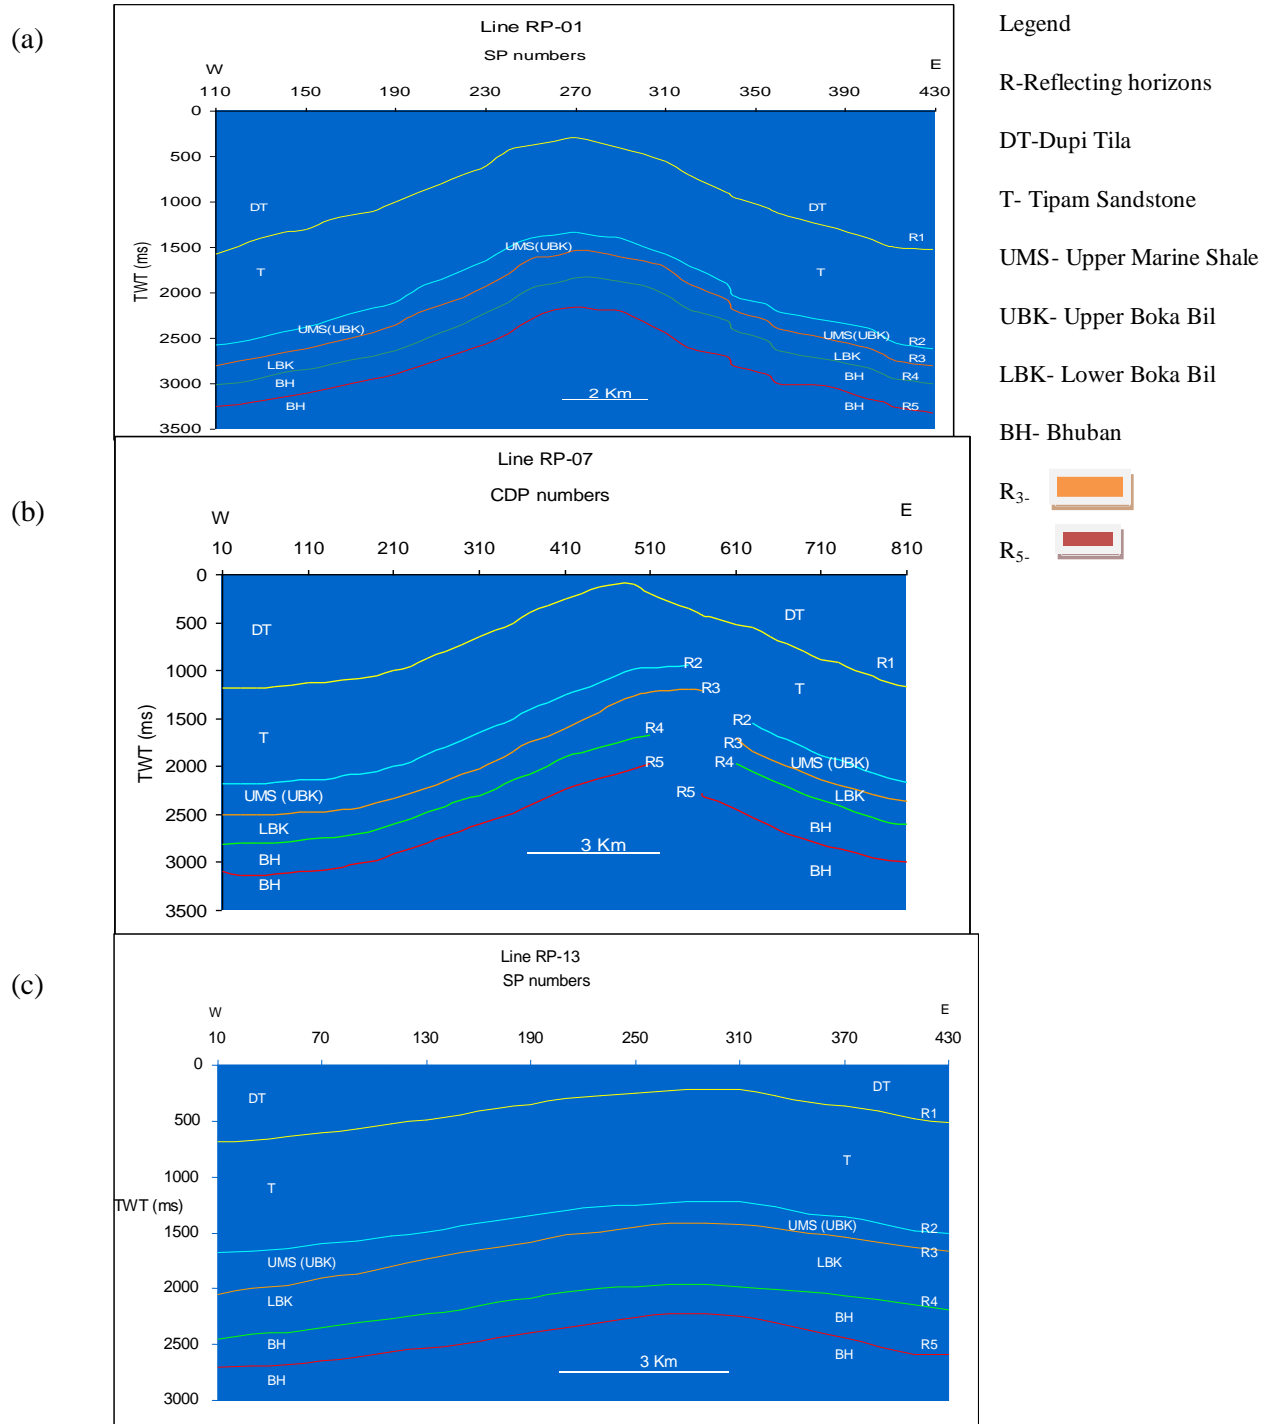 (a)
Line RP-01
SP numbers
W E
110 150 190 230 270 310 350 390 430
0
500
1000
1500
2000
2500
3000
3500
TWT (ms)
DT DT
R1
UMS(UBK)
T T
UMS(UBK) UMS(UBK) R2
LBK LBK R3
BH BH R4
BH BH R5
2 Km
Legend
R-Reflecting horizons
DT-Dupi Tila
T- Tipam Sandstone
UMS- Upper Marine Shale
UBK- Upper Boka Bil
LBK- Lower Boka Bil
BH- Bhuban
R3-
R5-
(b)
Line RP-07
CDP numbers
W E
10 110 210 310 410 510 610 710 810
0
500
1000
1500
2000
2500
3000
3500
TWT (ms)
DT DT
R2 R1
R3 T
R4 R2
T R3
R5 R4 UMS (UBK)
UMS (UBK) R5 LBK
LBK BH
BH BH
BH
3 Km
(c)
Line RP-13
SP numbers
W E
10 70 130 190 250 310 370 430
0
500
1000
1500
2000
2500
3000
TWT (ms)
DT DT
R1
T T
UMS (UBK) R2
UMS (UBK) LBK R3
LBK R4
BH BH R5
BH BH
3 Km